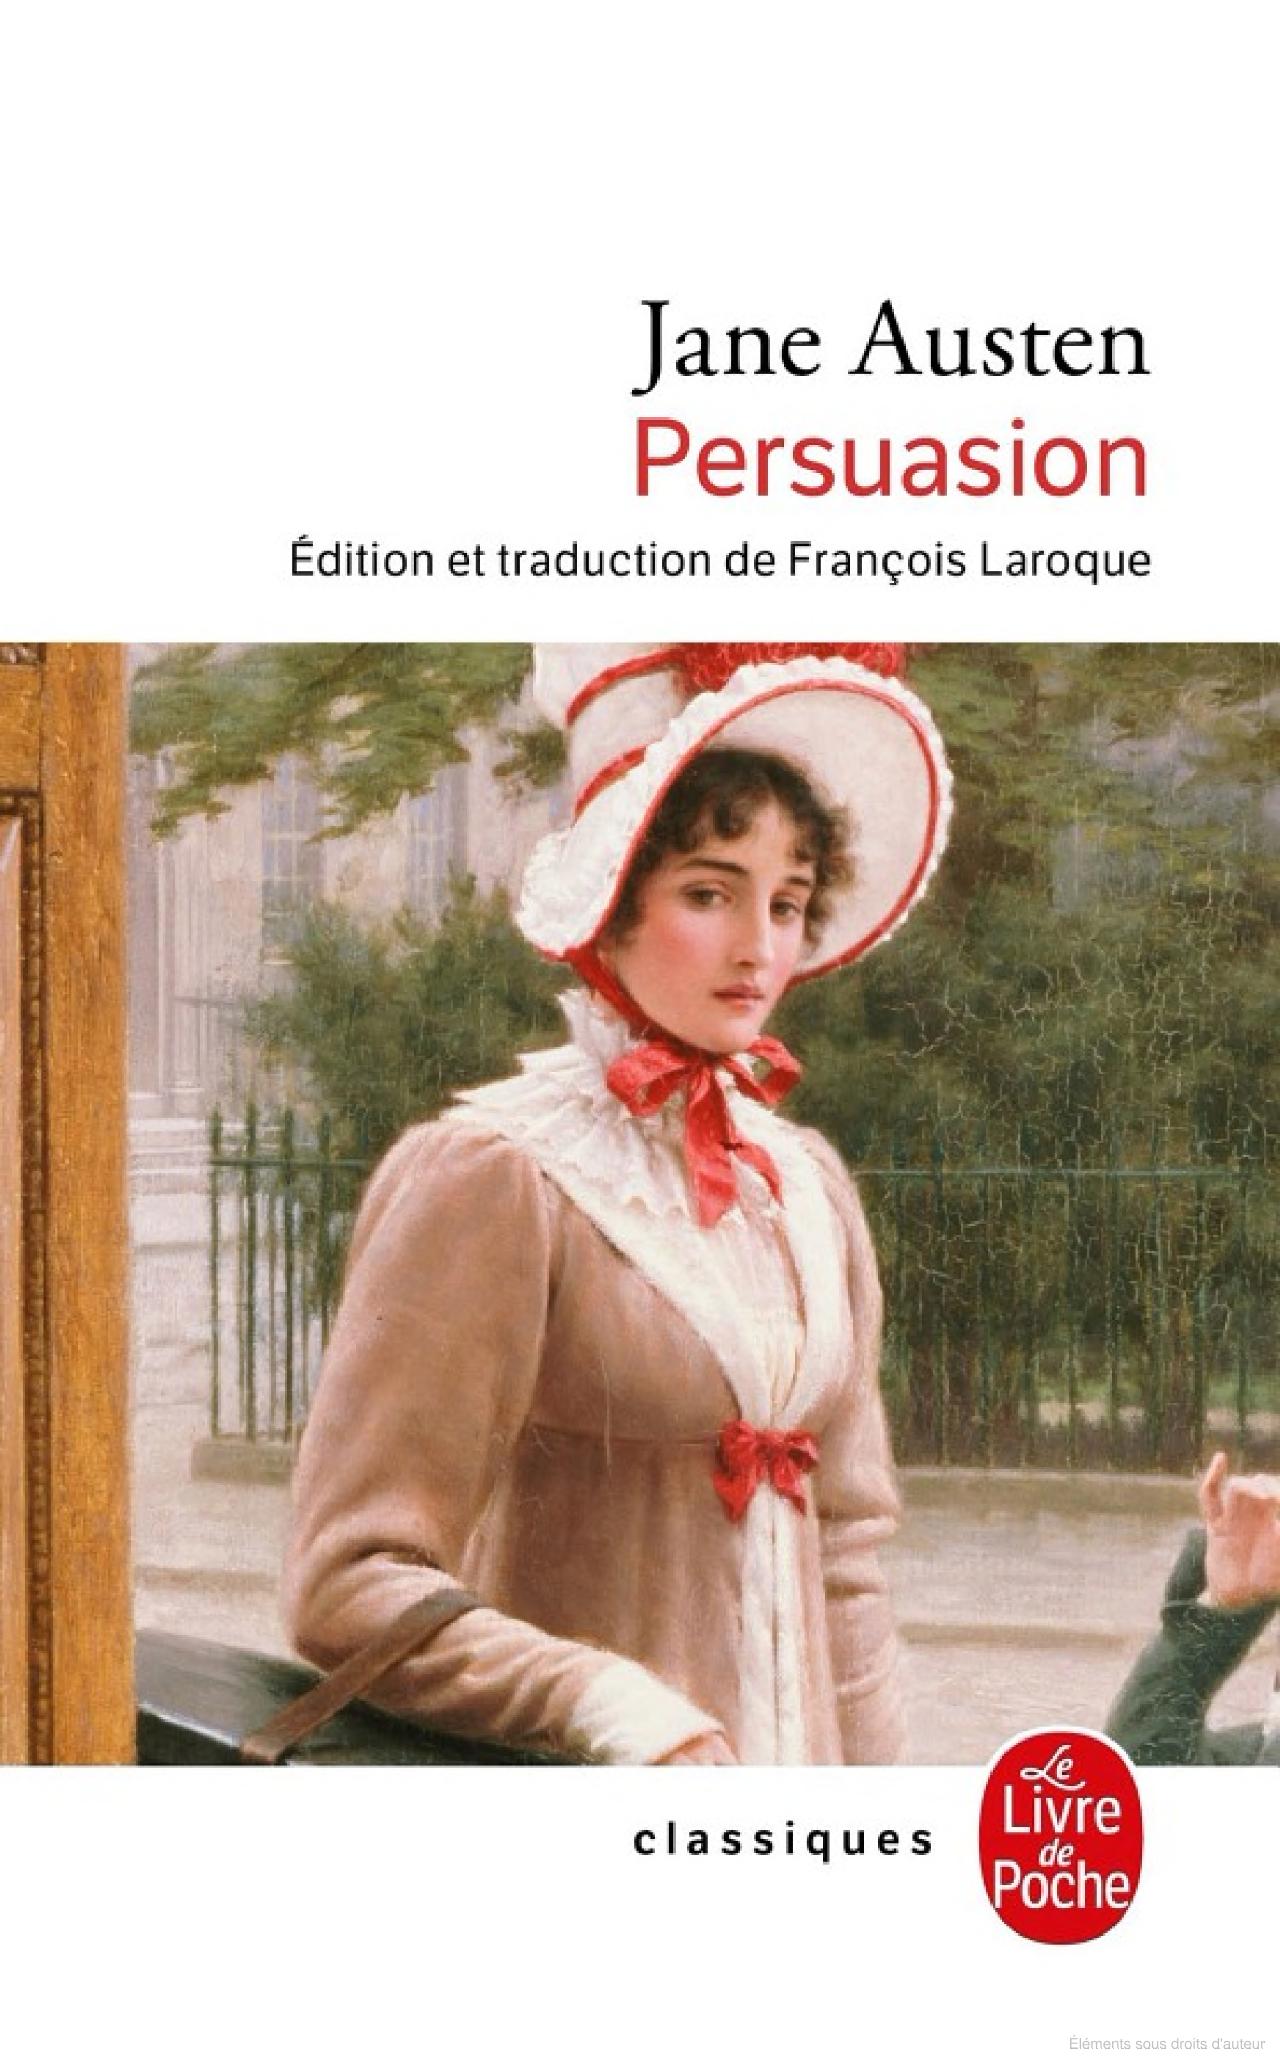 Jane Austen
Persuasion
Édition et traduction de François Laroque
classiques
Le
Livre
de
Poche
Éléments sous droits d'auteur